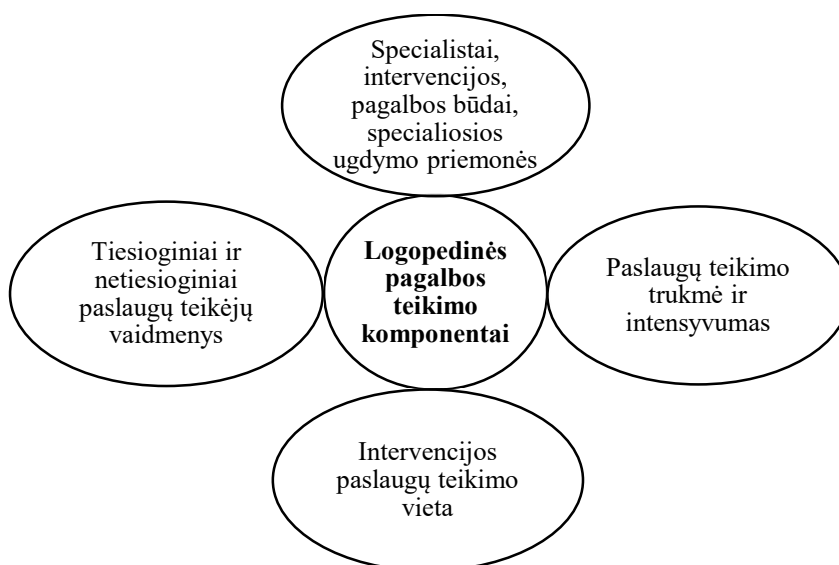 Specialistai,
intervencijos,
pagalbos būdai,
specialiosios
ugdymo priemonės
Tiesioginiai ir
netiesioginiai
paslaugų teikėjų
vaidmenys
Logopedinės
pagalbos
teikimo
komponentai
Paslaugų teikimo
trukmė ir
intensyvumas
Intervencijos
paslaugų teikimo
vieta